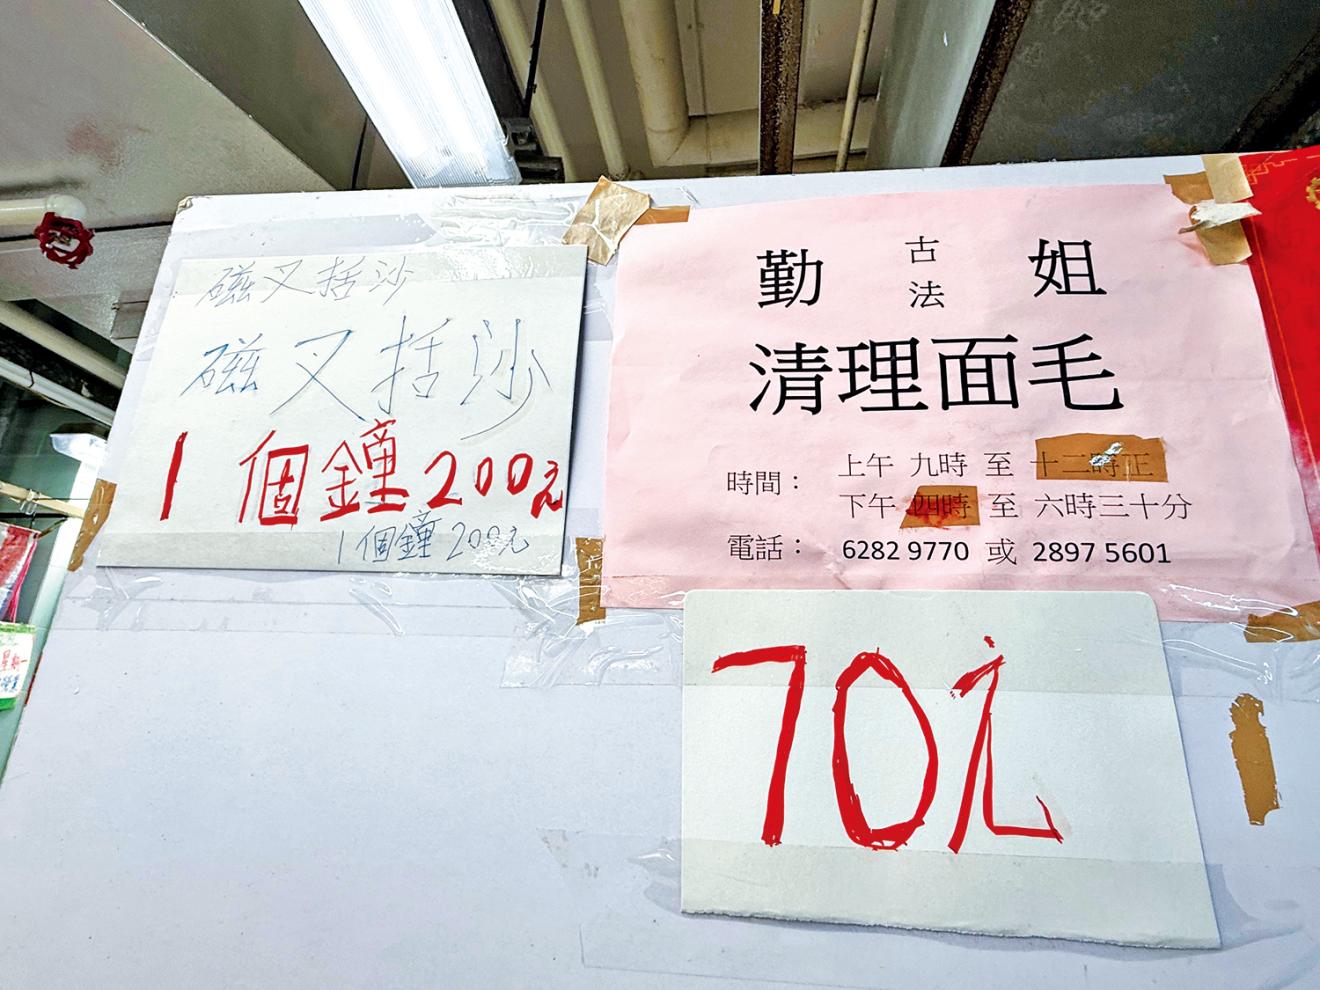 磁叉括沙
磁叉括沙
1個鐘200元
1個鐘200元
勤 古法 姐
清理面毛
時間： 上午 九時 至 十二時正
下午 四時 至 六時三十分
電話： 6282 9770 或 2897 5601
70元
星期一